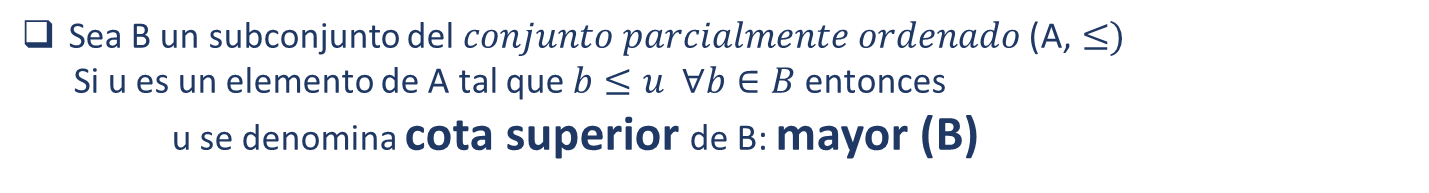 ❑ Sea B un subconjunto del conjunto parcialmente ordenado (A, ≤)
Si u es un elemento de A tal que b ≤ u ∀b ∈ B entonces
u se denomina cota superior de B: mayor (B)